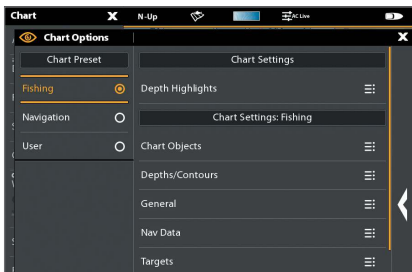 Chart X N-Up AC Live
Chart Options X
Chart Preset
Fishing
Navigation
User
Chart Settings
Depth Highlights
Chart Settings: Fishing
Chart Objects
Depths/Contours
General
Nav Data
Targets